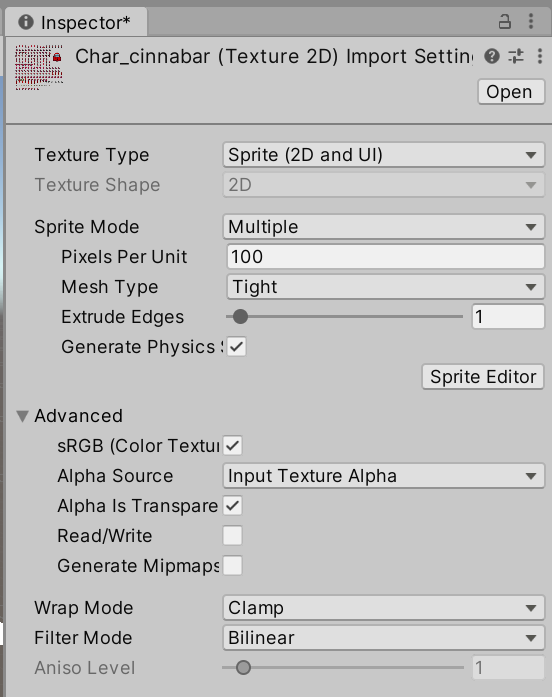 Inspector*
Char_cinnabar (Texture 2D) Import Settin
Open
Texture Type Sprite (2D and UI)
Texture Shape 2D
Sprite Mode Multiple
Pixels Per Unit 100
Mesh Type Tight
Extrude Edges 1
Generate Physics S
Sprite Editor
Advanced
sRGB (Color Textur
Alpha Source Input Texture Alpha
Alpha Is Transpare
Read/Write
Generate Mipmaps
Wrap Mode Clamp
Filter Mode Bilinear
Aniso Level 1